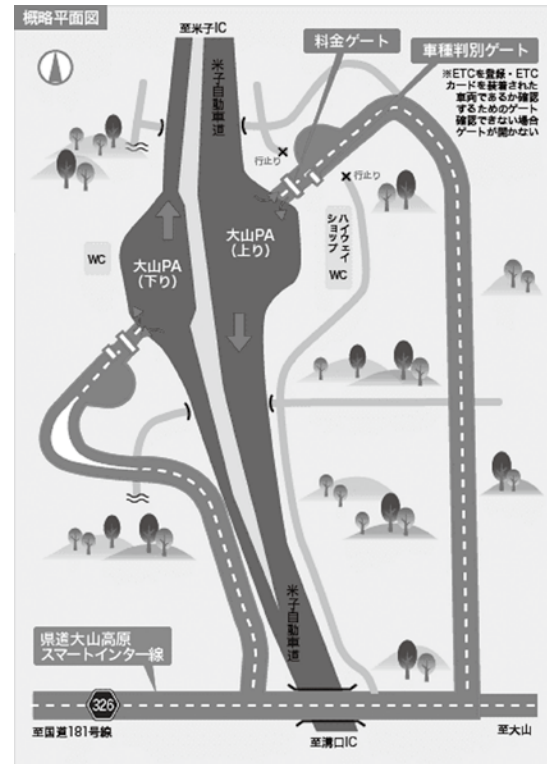 概略平面図
至米子IC
料金ゲート
車種判別ゲート
※ETCを登録・ETC
カードを装着された
車両であるか確認
するためのゲート
確認できない場合
ゲートが開かない
米子自動車道
行止り
行止り
大山PA
(下り)
大山PA
(上り)
WC
ハイウェイ
ショップ
WC
米子自動車道
県道大山高原
スマートインター線
326
至国道181号線
至溝口IC
至大山